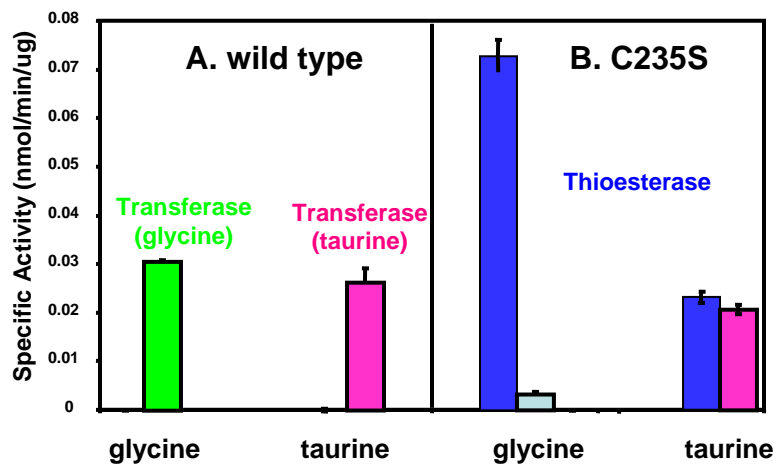 Specific Activity (nmol/min/ug)
0.08
0.07
0.06
0.05
0.04
0.03
0.02
0.01
0
A. wild type
B. C235S
Transferase
(glycine)
Transferase
(taurine)
Thioesterase
glycine
taurine
glycine
taurine